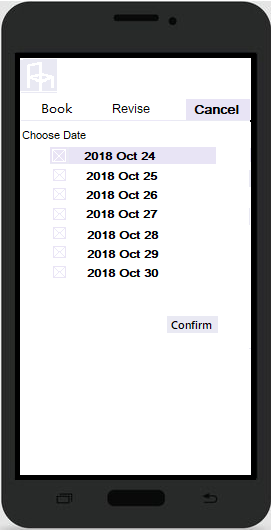 Book Revise Cancel
Choose Date
2018 Oct 24
2018 Oct 25
2018 Oct 26
2018 Oct 27
2018 Oct 28
2018 Oct 29
2018 Oct 30
Confirm